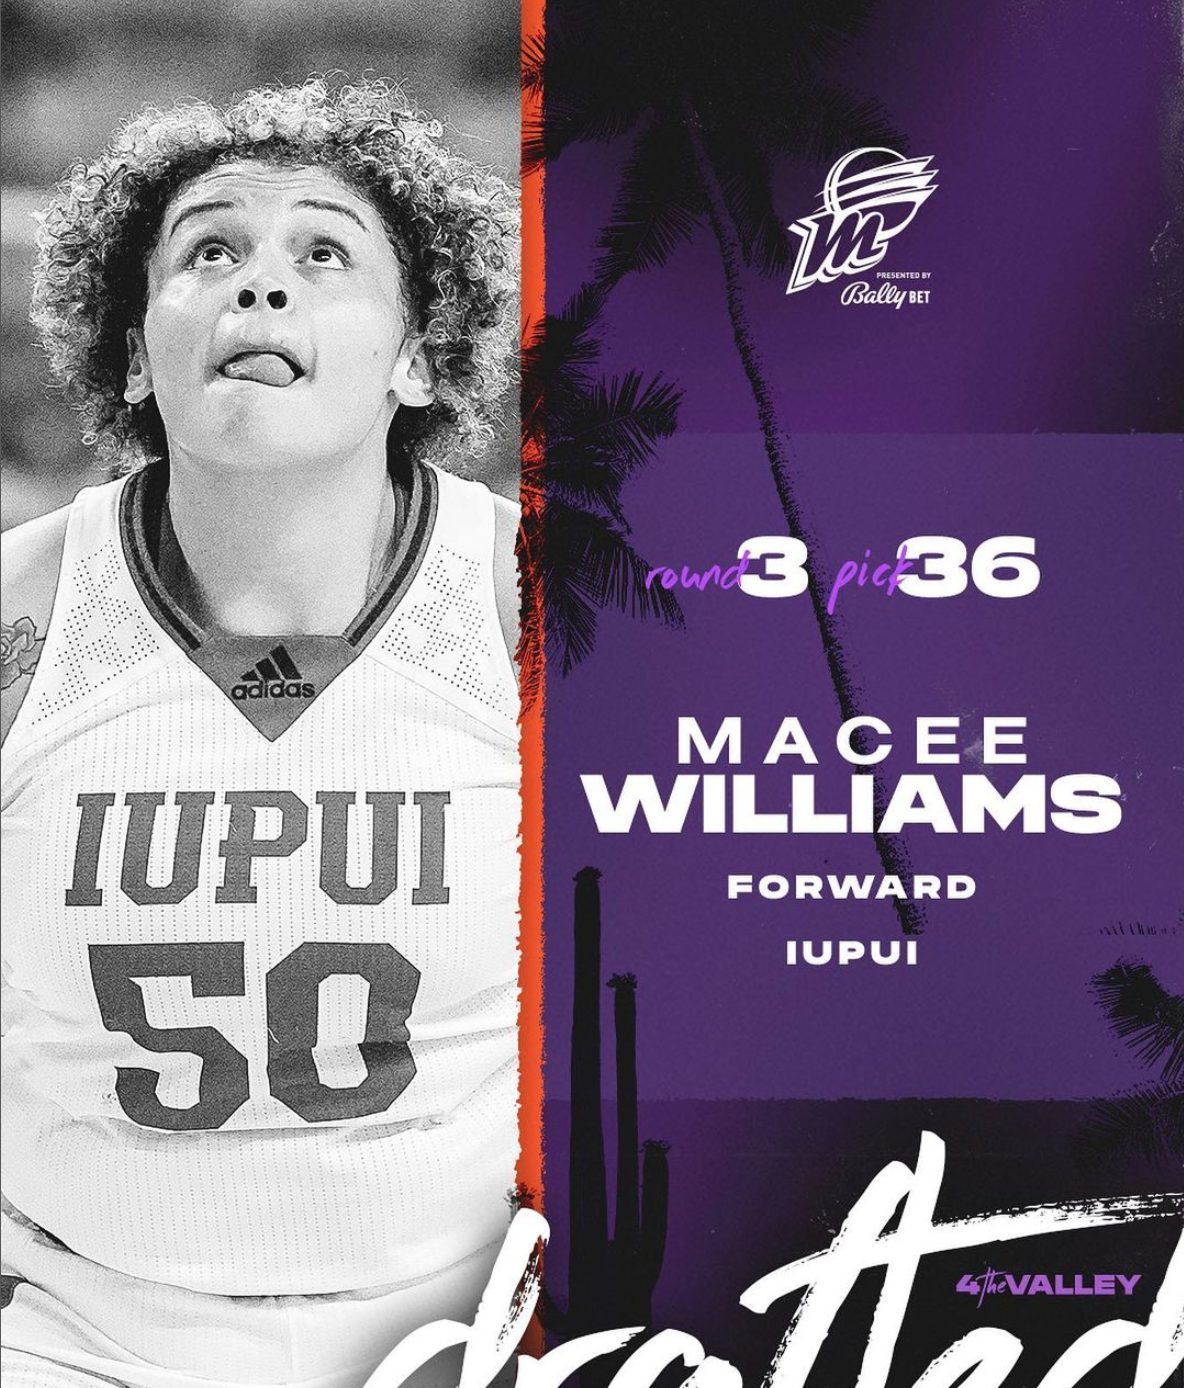 M
PRESENTED BY
Bally BET
round 3 pick 36
MACEE
WILLIAMS
FORWARD
IUPUI
adidas
IUPUI
50
drafted
4 the VALLEY